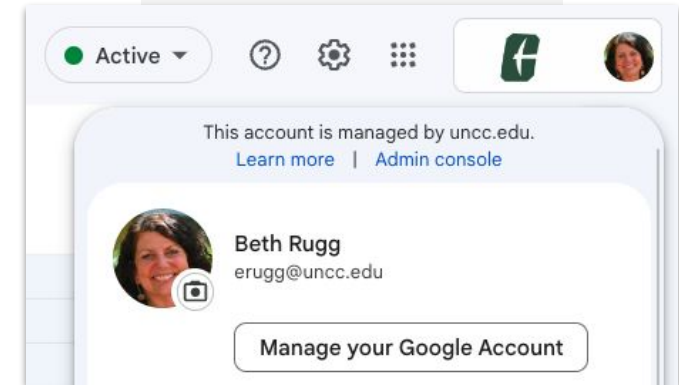 Active
This account is managed by uncc.edu.
Learn more | Admin console
Beth Rugg
erugg@uncc.edu
Manage your Google Account